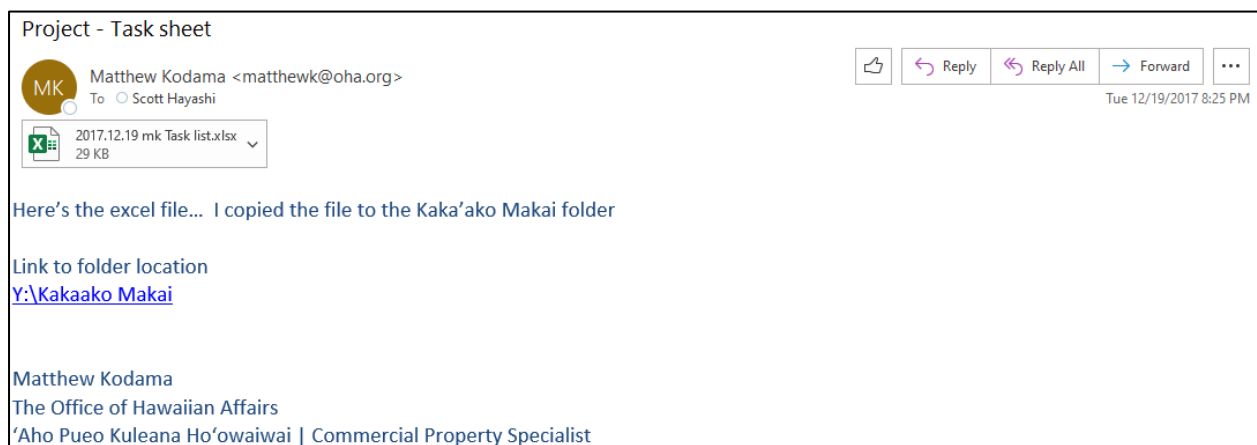 Project - Task sheet
MK
Matthew Kodama <matthewk@oha.org>
To Scott Hayashi
Reply
Reply All
Forward
Tue 12/19/2017 8:25 PM
2017.12.19 mk Task list.xlsx
29 KB
Here’s the excel file… I copied the file to the Kaka’ako Makai folder
Link to folder location
Y:\Kakaako Makai
Matthew Kodama
The Office of Hawaiian Affairs
‘Aho Pueo Kuleana Ho‘owaiwai | Commercial Property Specialist